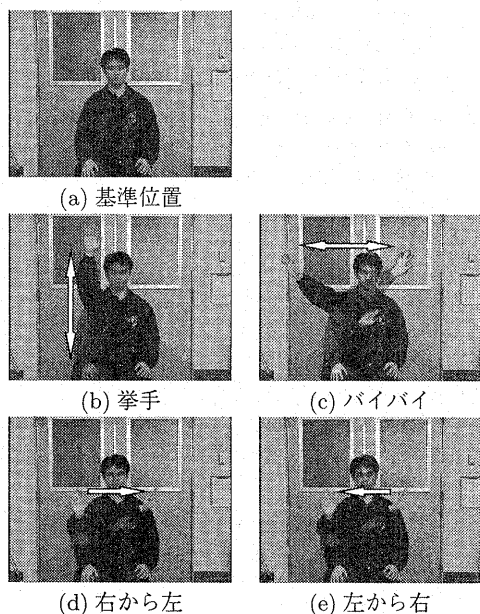 (a) 基準位置
(b) 挙手
(c) バイバイ
(d) 右から左
(e) 左から右